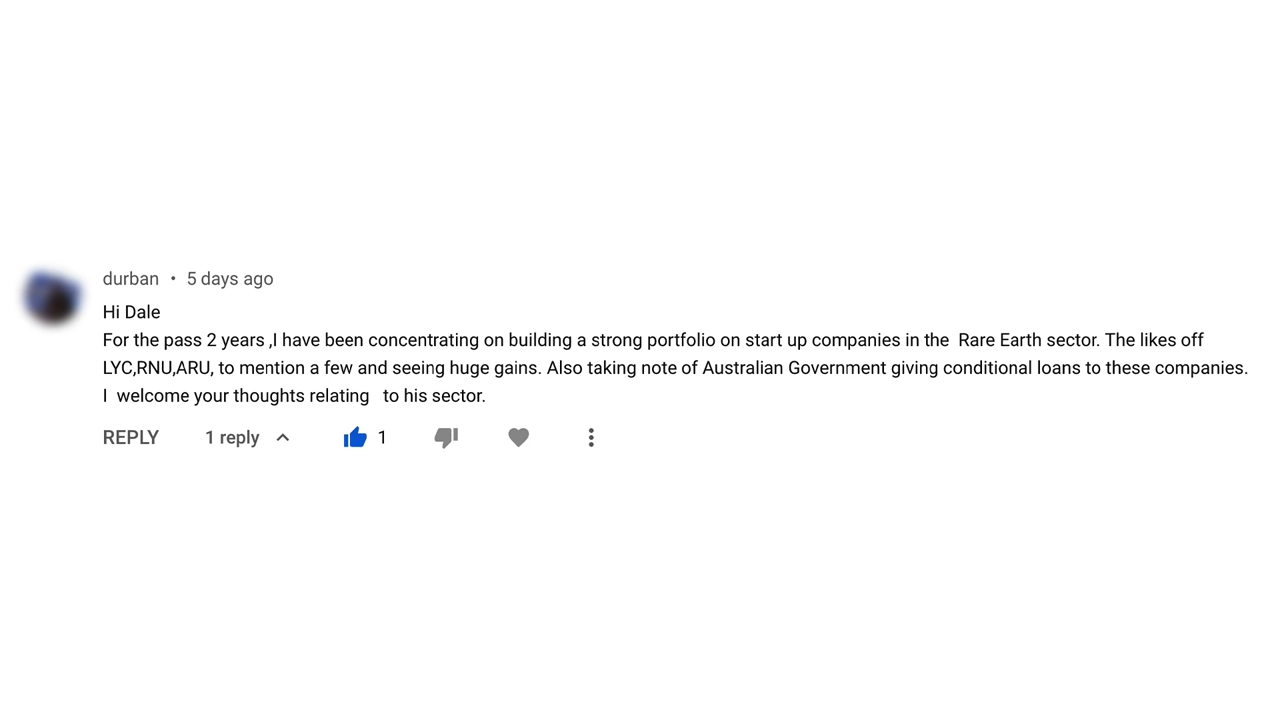 durban • 5 days ago
Hi Dale
For the pass 2 years ,I have been concentrating on building a strong portfolio on start up companies in the  Rare Earth sector. The likes off
LYC,RNU,ARU, to mention a few and seeing huge gains. Also taking note of Australian Government giving conditional loans to these companies.
I  welcome your thoughts relating   to his sector.
REPLY 1 reply 1